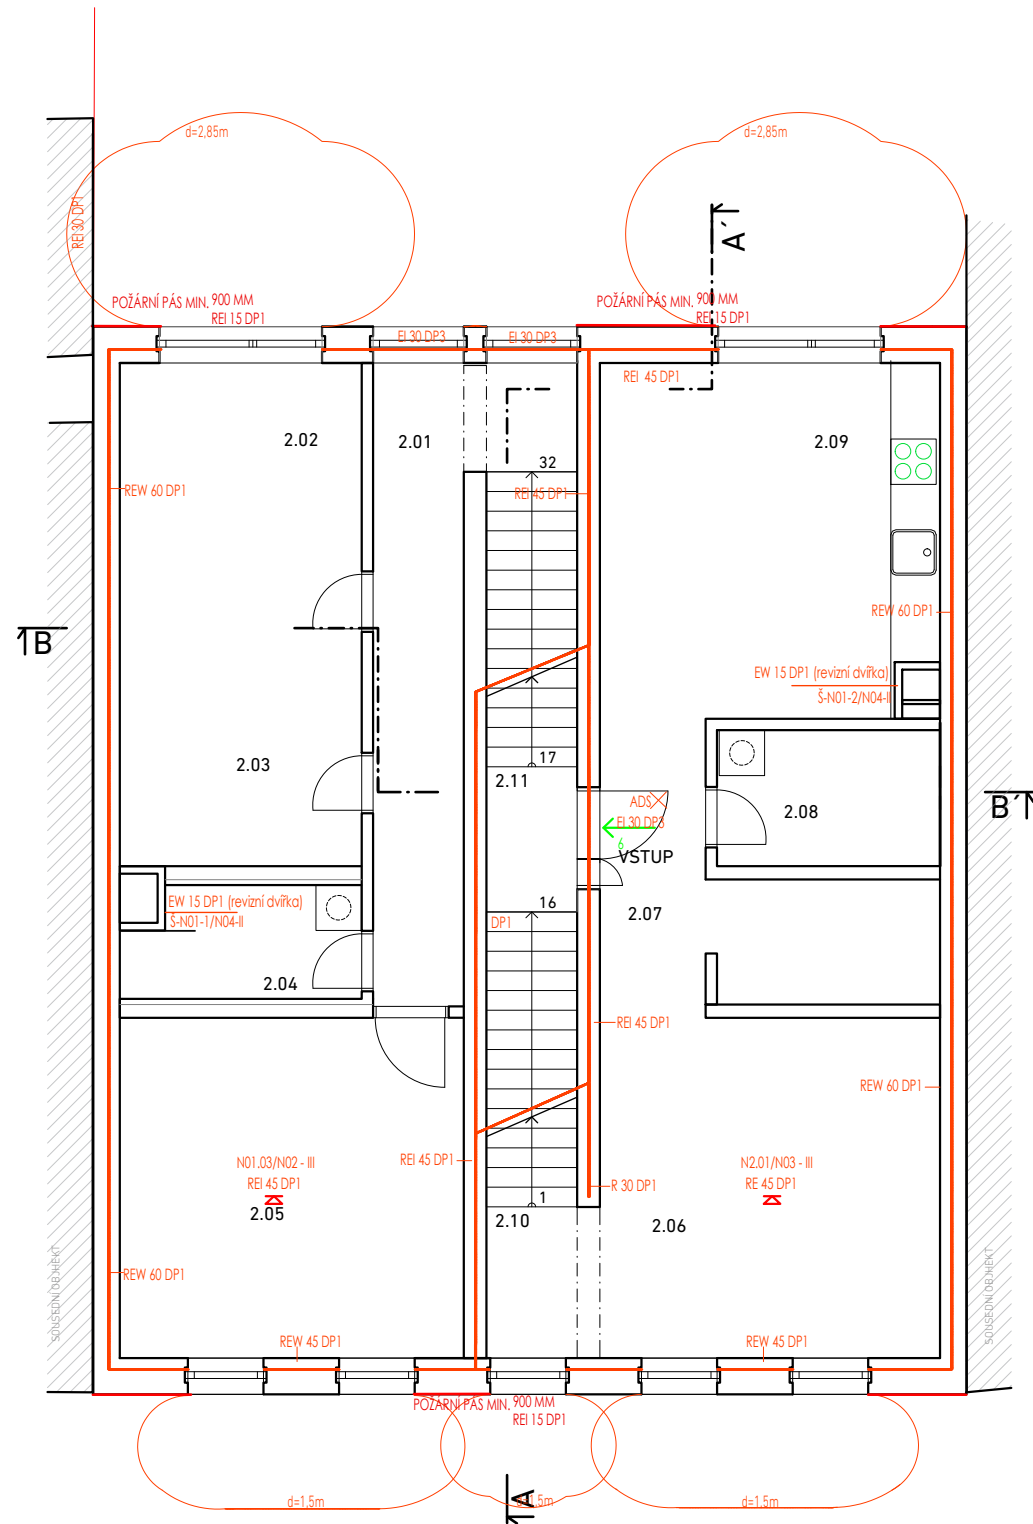 d=2,85m
d=2,85m
REI 30 DP1
A´
POŽÁRNÍ PÁS MIN. 900 MM
REI 15 DP1
POŽÁRNÍ PÁS MIN. 900 MM
REI 15 DP1
EI 30 DP3
EI 30 DP3
REI 45 DP1
2.02
2.01
2.09
32
REW 60 DP1
REI 45 DP1
REW 60 DP1
B
EW 15 DP1 (revizní dvířka)
Š-N01-2/N04-II
17
2.03
2.11
ADS
EI 30 DP3
6
VSTUP
2.08
B´
EW 15 DP1 (revizní dvířka)
Š-N01-1/N04-II
16
DP1
2.07
2.04
REI 45 DP1
REW 60 DP1
REI 45 DP1
N01.03/N02 - III
REI 45 DP1
2.05
N2.01/N03 - III
RE 45 DP1
R 30 DP1
1
2.10
2.06
REW 60 DP1
SOUSEDNÍ OBJHEKT
SOUSEDNÍ OBJHEKT
REW 45 DP1
REW 45 DP1
POŽÁRNÍ PÁS MIN. 900 MM
REI 15 DP1
d=1,5m
d=1,5m
d=1,5m
A